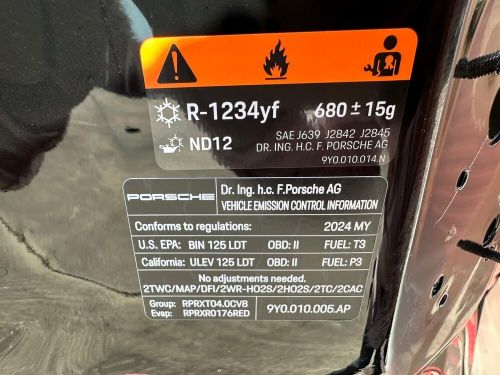 R-1234yf 680 ± 15g
ND12 SAE J639 J2842 J2845
DR. ING. H.C. F. PORSCHE AG
9Y0.010.014.N
PORSCHE Dr. Ing. h.c. F.Porsche AG
VEHICLE EMISSION CONTROL INFORMATION
Conforms to regulations: 2024 MY
U.S. EPA: BIN 125 LDT OBD: II FUEL: T3
California: ULEV 125 LDT OBD: II FUEL: P3
No adjustments needed.
2TWC/MAP/DFI/2WR-HO2S/2HO2S/2TC/2CAC
Group: RPRXT04.0CV8
Evap: RPRXR0176RED 9Y0.010.005.AP